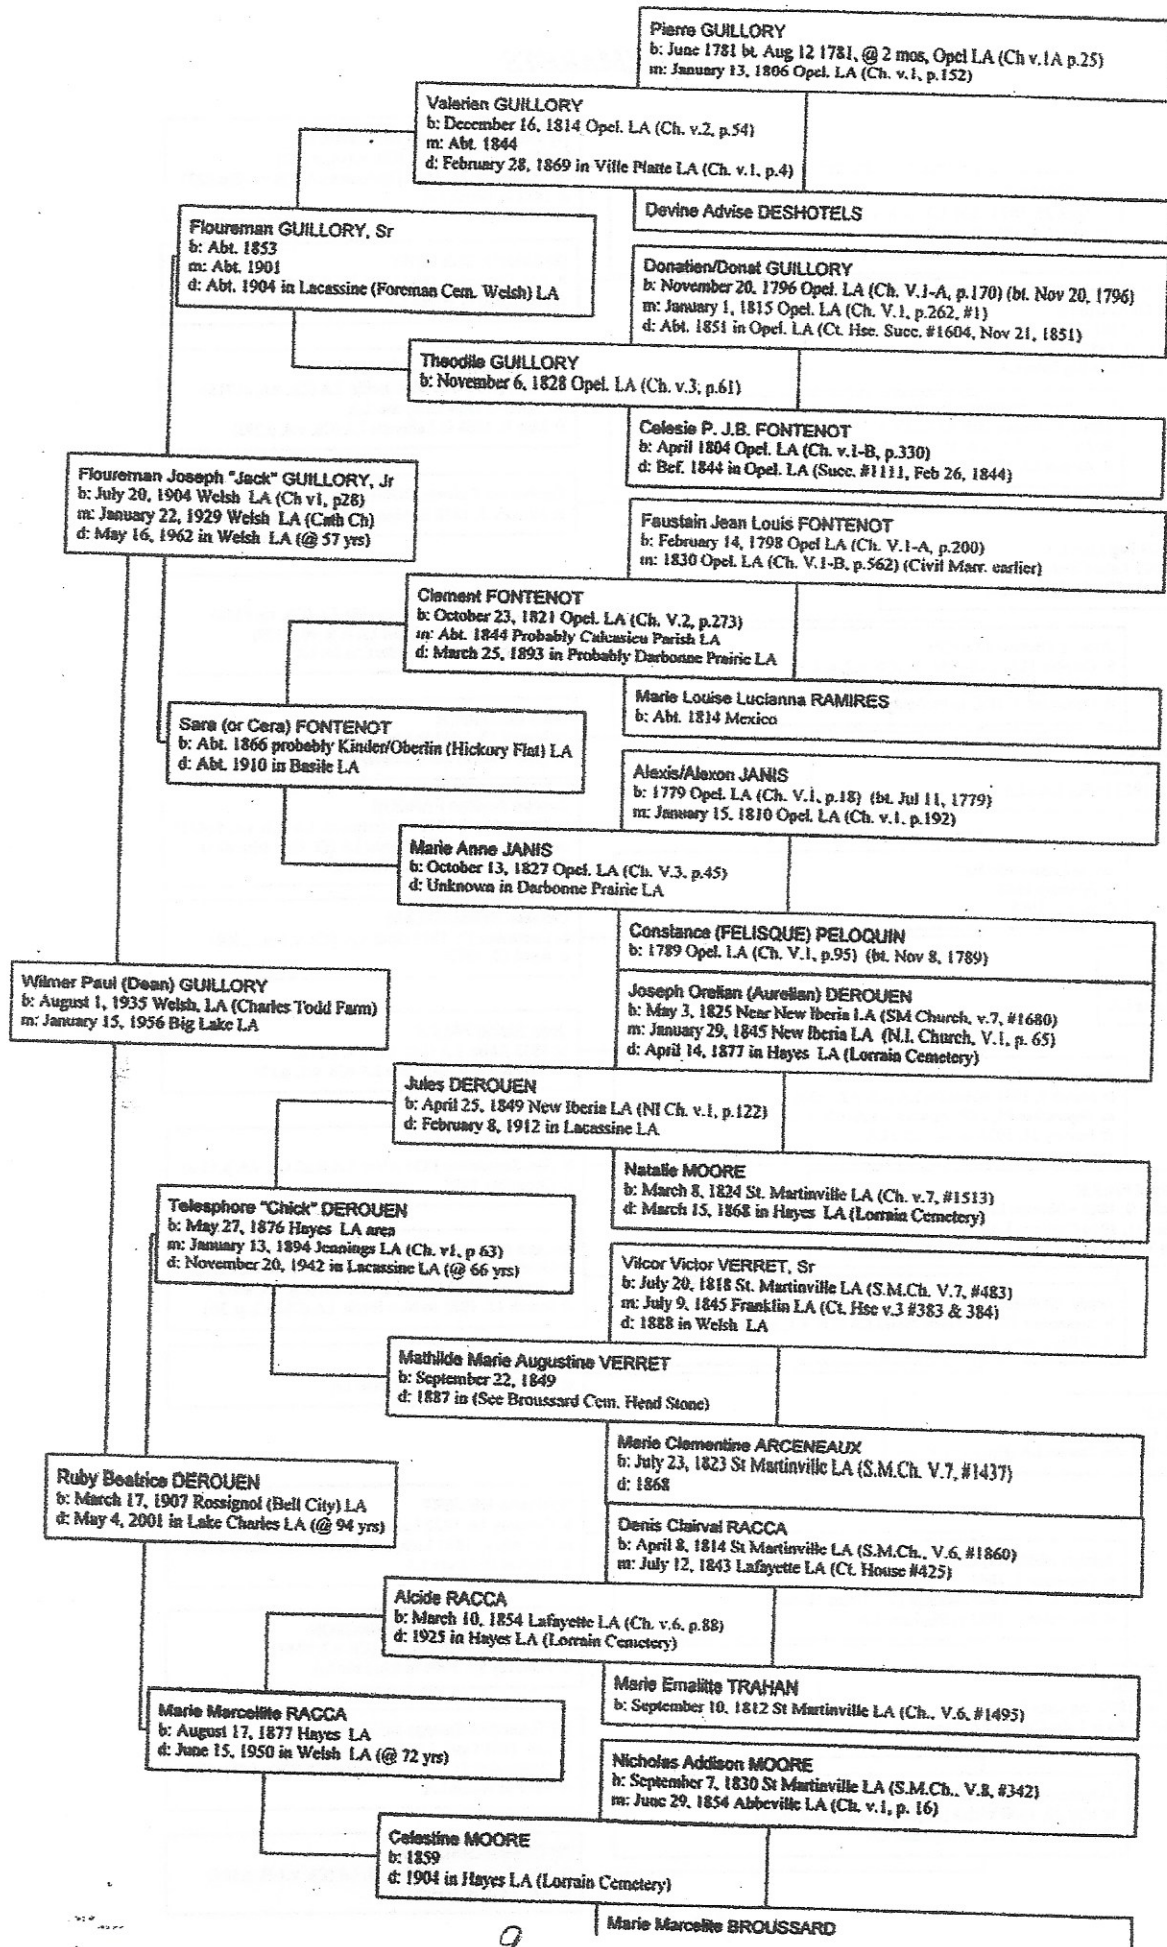 Pierre GUILLORY
b: June 1781 bt. Aug 12 1781, @ 2 mos, Opcl LA (Ch v.1A p.25)
m: January 13, 1806 Opel. LA (Ch. v.1, p.152)
Valerien GUILLORY
b: December 16, 1814 Opel. LA (Ch. v.2, p.54)
m: Abt. 1844
d: February 28, 1869 in Ville Platte LA (Ch. v.1, p.4)
Devine Advise DESHOTELS
Floureman GUILLORY, Sr
b: Abt. 1853
m: Abt. 1901
d: Abt. 1904 in Lacassine (Foreman Cem. Welsh) LA
Donatien/Donat GUILLORY
b: November 20, 1796 Opel. LA (Ch. V.1-A, p.170) (bt. Nov 20, 1796)
m: January 1, 1815 Opel. LA (Ch. V.1, p.262, #1)
d: Abt. 1851 in Opel. LA (Ct. Hse. Succ. #1604, Nov 21, 1851)
Theodile GUILLORY
b: November 6, 1828 Opel. LA (Ch. v.3, p.61)
Celesie P. J.B. FONTENOT
b: April 1804 Opel. LA (Ch. v.1-B, p.330)
d: Bef. 1844 in Opel. LA (Succ. #1111, Feb 26, 1844)
Floureman Joseph "Jack" GUILLORY, Jr
b: July 20, 1904 Welsh LA (Ch v1, p28)
m: January 22, 1929 Welsh LA (Cath Ch)
d: May 16, 1962 in Welsh LA (@ 57 yrs)
Faustain Jean Louis FONTENOT
b: February 14, 1798 Opel LA (Ch. V.1-A, p.200)
m: 1830 Opel. LA (Ch. V.1-B, p.562) (Civil Marr. earlier)
Clement FONTENOT
b: October 23, 1821 Opel. LA (Ch. V.2, p.273)
m: Abt. 1844 Probably Calcasieu Parish LA
d: March 25, 1893 in Probably Darbonne Prairie LA
Marie Louise Lucianna RAMIRES
b: Abt. 1814 Mexico
Sara (or Cera) FONTENOT
b: Abt. 1866 probably Kinder/Oberlin (Hickory Flat) LA
d: Abt. 1910 in Basile LA
Alexis/Alexon JANIS
b: 1779 Opel. LA (Ch. V.1, p.18) (bt. Jul 11, 1779)
m: January 15, 1810 Opel. LA (Ch. v.1, p.192)
Marie Anne JANIS
b: October 13, 1827 Opel. LA (Ch. V.3, p.45)
d: Unknown in Darbonne Prairie LA
Constance (FELISQUE) PELOQUIN
b: 1789 Opel. LA (Ch. V.1, p.95) (bt. Nov 8, 1789)
Wilmer Paul (Dean) GUILLORY
b: August 1, 1935 Welsh, LA (Charles Todd Farm)
m: January 15, 1956 Big Lake LA
Joseph Orelian (Aurelian) DEROUEN
b: May 3, 1825 Near New Iberia LA (SM Church, v.7, #1680)
m: January 29, 1845 New Iberia LA (N.I. Church, V.1, p. 65)
d: April 14, 1877 in Hayes LA (Lorrain Cemetery)
Jules DEROUEN
b: April 25, 1849 New Iberia LA (NI Ch. v.1, p.122)
d: February 8, 1912 in Lacassine LA
Natalie MOORE
b: March 8, 1824 St. Martinville LA (Ch. v.7, #1513)
d: March 15, 1868 in Hayes LA (Lorrain Cemetery)
Telesphore "Chick" DEROUEN
b: May 27, 1876 Hayes LA area
m: January 13, 1894 Jennings LA (Ch. v1, p 63)
d: November 20, 1942 in Lacassine LA (@ 66 yrs)
Vilcor Victor VERRET, Sr
b: July 20, 1818 St. Martinville LA (S.M.Ch. V.7, #483)
m: July 9, 1845 Franklin LA (Ct. Hse v.3 #383 & 384)
d: 1888 in Welsh LA
Mathilde Marie Augustine VERRET
b: September 22, 1849
d: 1887 in (See Broussard Cem. Head Stone)
Marie Clementine ARCENEAUX
b: July 23, 1823 St Martinville LA (S.M.Ch. V.7, #1437)
d: 1868
Ruby Beatrice DEROUEN
b: March 17, 1907 Rossignol (Bell City) LA
d: May 4, 2001 in Lake Charles LA (@ 94 yrs)
Denis Clairval RACCA
b: April 8, 1814 St Martinville LA (S.M.Ch., V.6, #1860)
m: July 12, 1843 Lafayette LA (Ct. House #425)
Alcide RACCA
b: March 10, 1854 Lafayette LA (Ch. v.6, p.88)
d: 1925 in Hayes LA (Lorrain Cemetery)
Marie Emalitte TRAHAN
b: September 10, 1812 St Martinville LA (Ch., V.6, #1495)
Marie Marcellite RACCA
b: August 17, 1877 Hayes LA
d: June 15, 1950 in Welsh LA (@ 72 yrs)
Nicholas Addison MOORE
b: September 7, 1830 St Martinville LA (S.M.Ch., V.8, #342)
m: June 29, 1854 Abbeville LA (Ch. v.1, p. 16)
Celestine MOORE
b: 1859
d: 1904 in Hayes LA (Lorrain Cemetery)
Marie Marcelite BROUSSARD